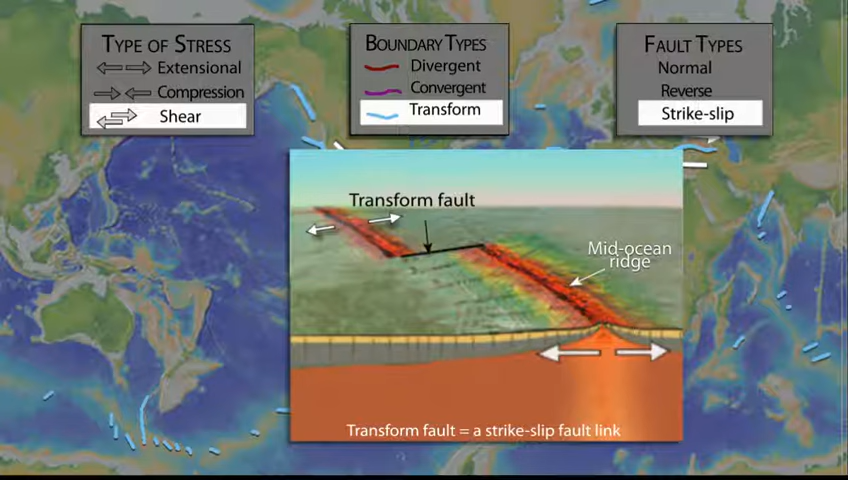 TYPE OF STRESS
Extensional
Compression
Shear
BOUNDARY TYPES
Divergent
Convergent
Transform
FAULT TYPES
Normal
Reverse
Strike-slip
Transform fault
Mid-ocean
ridge
Transform fault = a strike-slip fault link